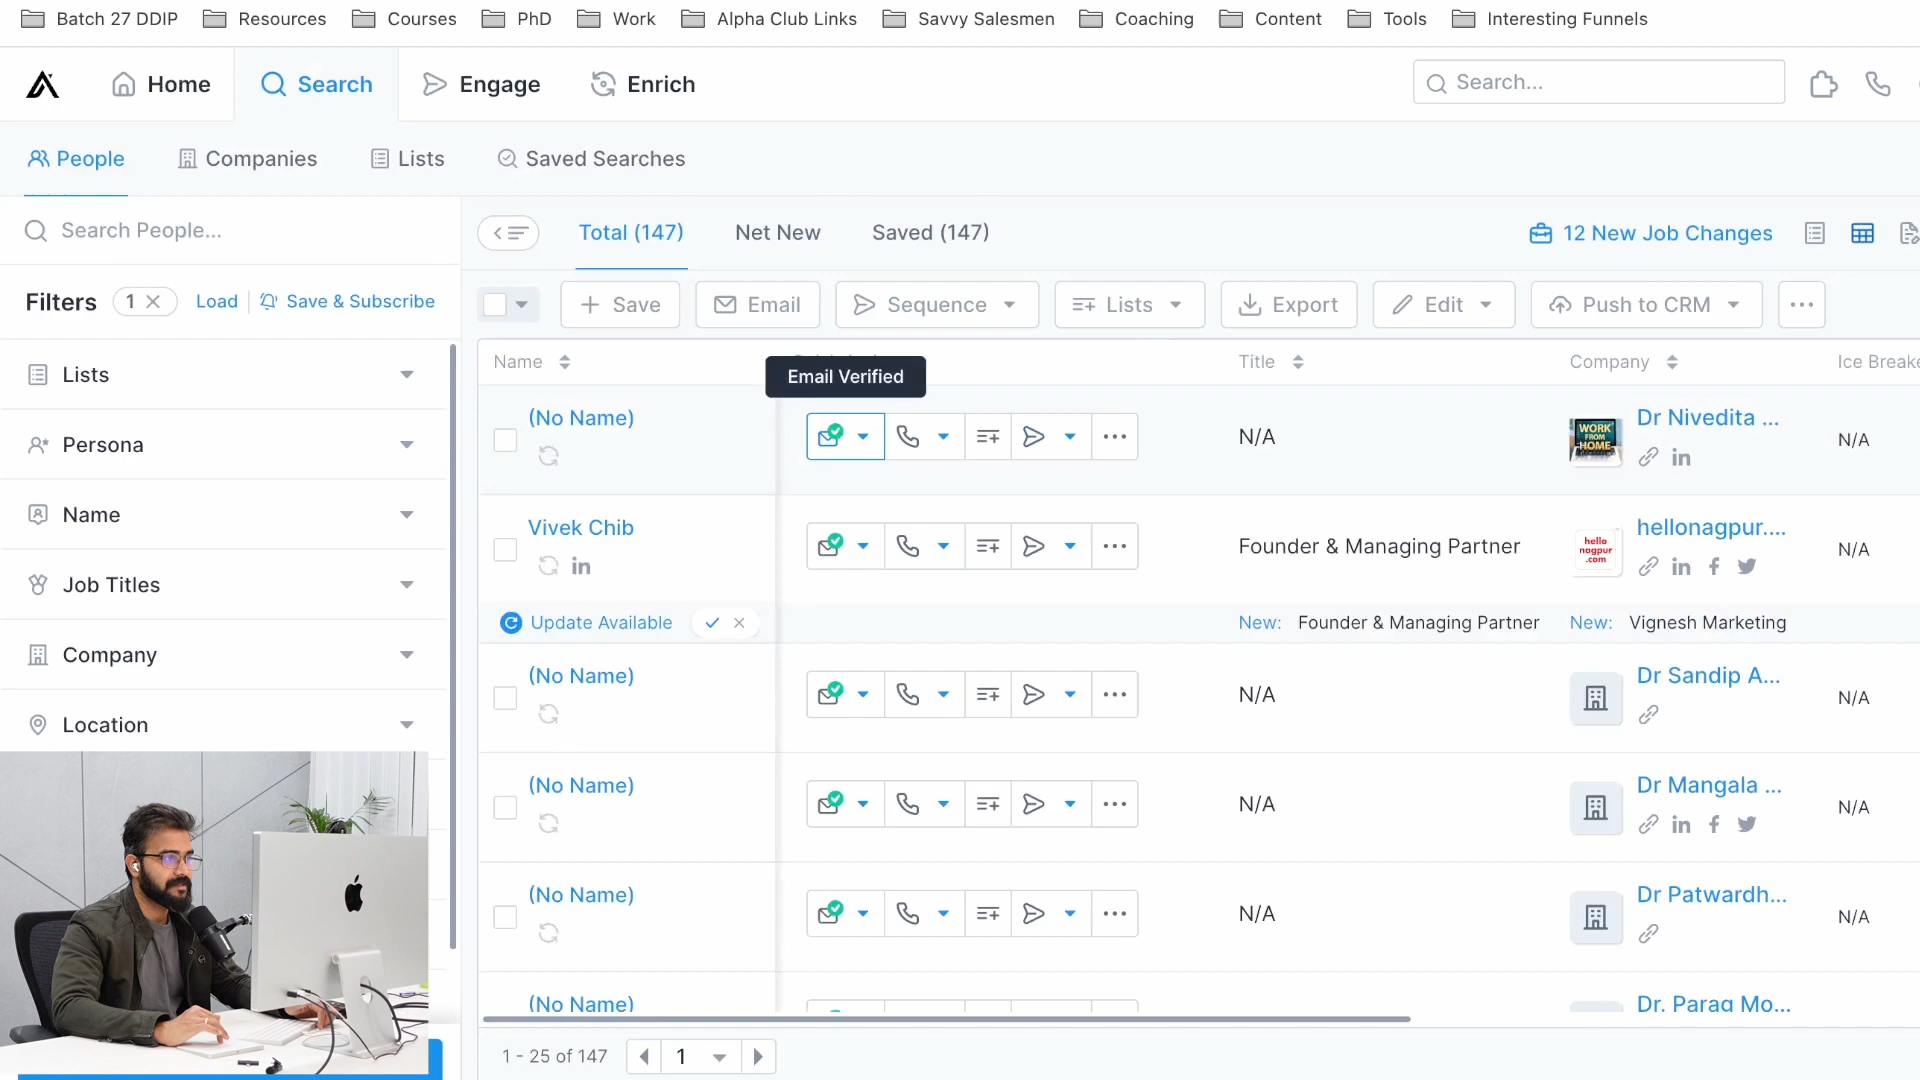 Batch 27 DDIP Resources Courses PhD Work Alpha Club Links Savvy Salesmen Coaching Content Tools Interesting Funnels
Home Search Engage Enrich Search...
People Companies Lists Saved Searches
Search People...
Total (147) Net New Saved (147) 12 New Job Changes
Filters 1 Load Save & Subscribe
Save Email Sequence Lists Export Edit Push to CRM
Lists
Persona
Name
Job Titles
Company
Location
Name Title Company Ice Breake
Email Verified
(No Name) N/A Dr Nivedita ... N/A
WORK
FROM
HOME
Vivek Chib Founder & Managing Partner hellonagpur.... N/A
hello
nagpur
.com
Update Available New: Founder & Managing Partner New: Vignesh Marketing
(No Name) N/A Dr Sandip A... N/A
(No Name) N/A Dr Mangala ... N/A
(No Name) N/A Dr Patwardh... N/A
(No Name) Dr. Parag Mo...
1 - 25 of 147 1